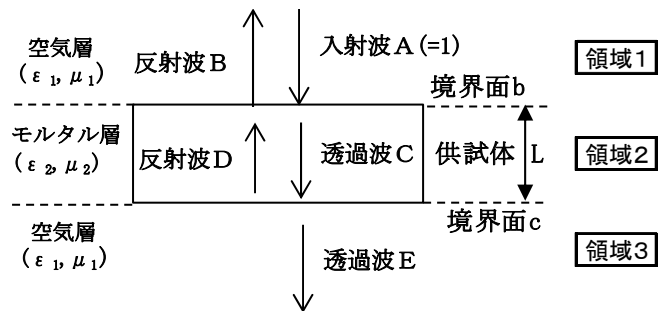 空気層
(ε₁, μ₁)
反射波B
入射波A(=1)
領域1
境界面b
モルタル層
(ε₂, μ₂)
反射波D
透過波C
供試体
L
領域2
境界面c
空気層
(ε₁, μ₁)
透過波E
領域3